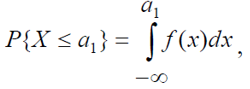 P{X ≤ a₁} = ∫_{-∞}^{a₁} f(x)dx,